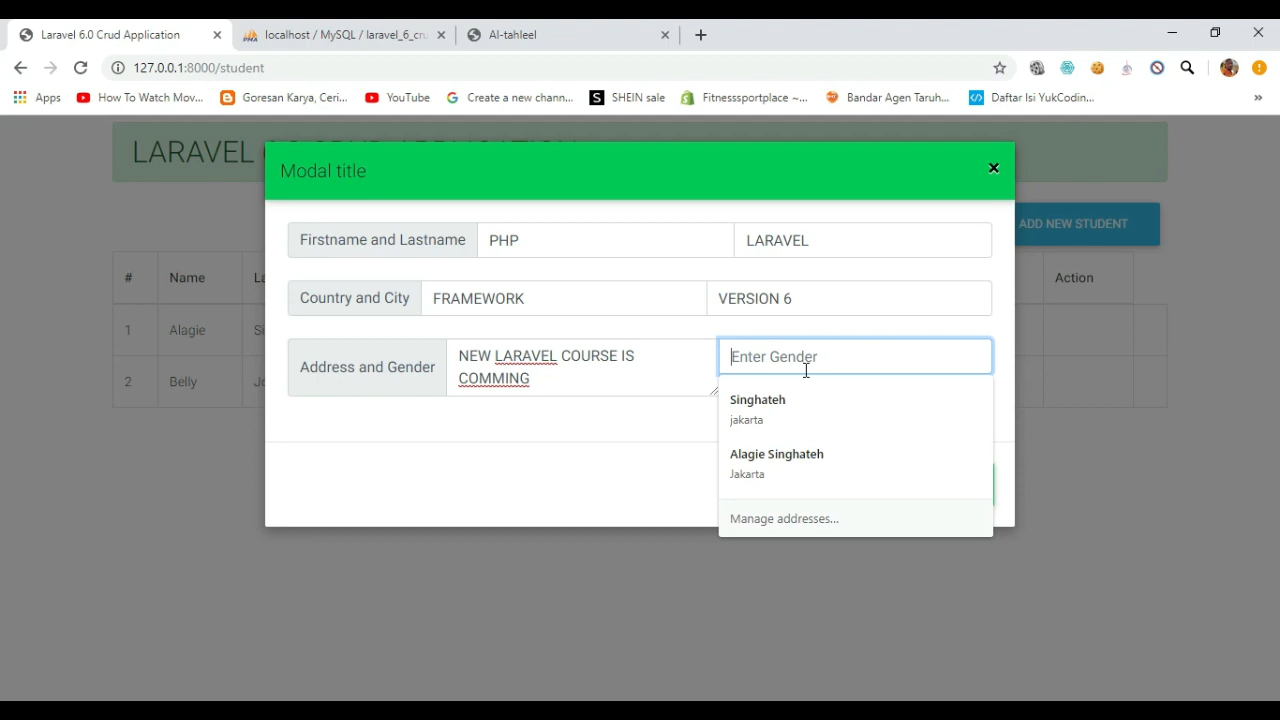 Laravel 6.0 Crud Application
localhost / MySQL / laravel_6_cru
Al-tahleel
127.0.0.1:8000/student
Apps
How To Watch Mov...
Goresan Karya, Ceri...
YouTube
Create a new chann...
SHEIN sale
Fitnesssportplace ~...
Bandar Agen Taruh...
Daftar Isi YukCodin...
LARAVEL
Modal title
Firstname and Lastname
PHP
LARAVEL
ADD NEW STUDENT
#
Name
La
Action
Country and City
FRAMEWORK
VERSION 6
1
Alagie
Si
Address and Gender
NEW LARAVEL COURSE IS
COMMING
Enter Gender
2
Belly
Jo
Singhateh
jakarta
Alagie Singhateh
Jakarta
Manage addresses...